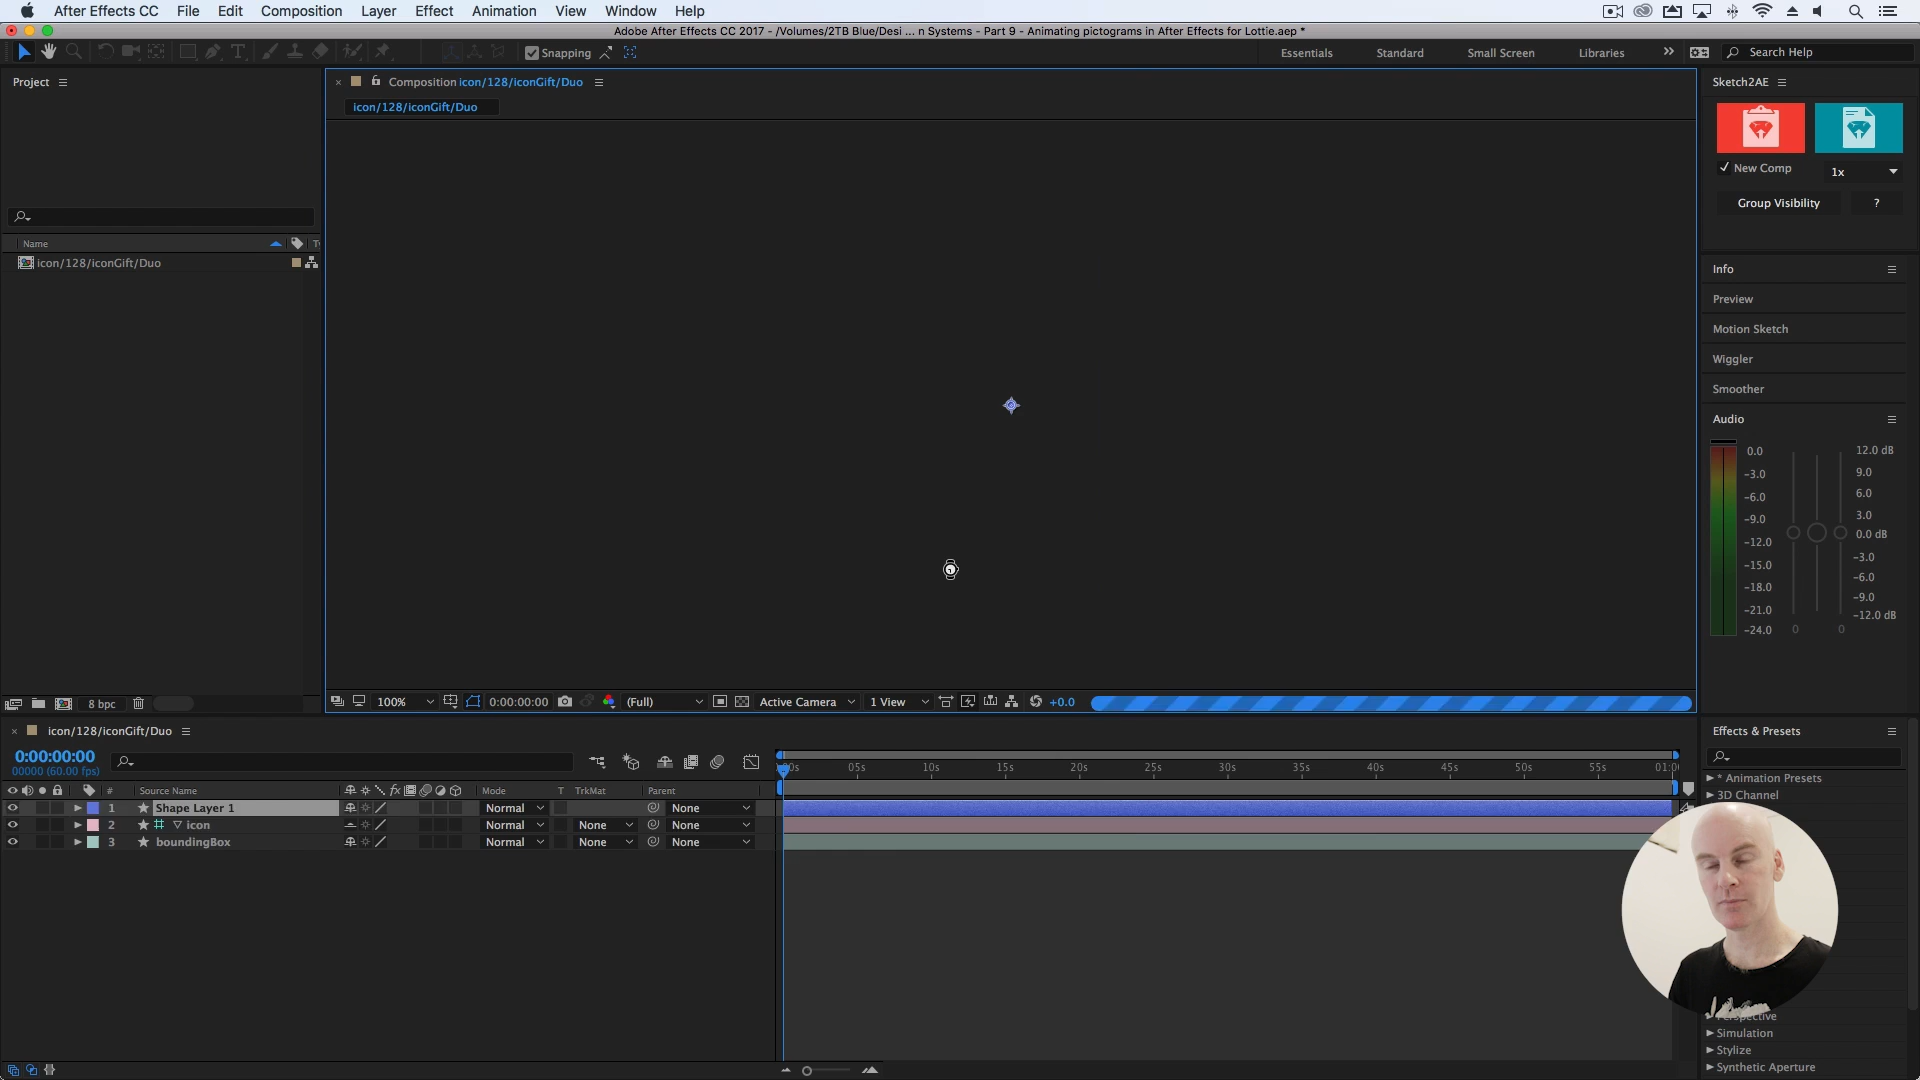 After Effects CC File Edit Composition Layer Effect Animation View Window Help
Adobe After Effects CC 2017 - /Volumes/2TB Blue/Desi ... n Systems - Part 9 - Animating pictograms in After Effects for Lottie.aep *
Snapping Essentials Standard Small Screen Libraries » Search Help
Project
Composition icon/128/iconGift/Duo
icon/128/iconGift/Duo
Sketch2AE
New Comp 1x
Group Visibility ?
Name
icon/128/iconGift/Duo
Info
Preview
Motion Sketch
Wiggler
Smoother
Audio
0.0 12.0 dB
-3.0 9.0
-6.0 6.0
-9.0 3.0
-12.0 0.0 dB
-15.0 -3.0
-18.0 -6.0
-21.0 -9.0
-24.0 0 0 -12.0 dB
8 bpc
100% 0:00:00:00 (Full) Active Camera 1 View +0.0
icon/128/iconGift/Duo
0:00:00:00
00000 (60.00 fps)
05s 10s 15s 20s 25s 30s 35s 40s 45s 50s 55s
# Source Name fx Mode T TrkMat Parent
1 Shape Layer 1 Normal None
2 icon Normal None None
3 boundingBox Normal None None
Effects & Presets
* Animation Presets
3D Channel
Perspective
Simulation
Stylize
Synthetic Aperture